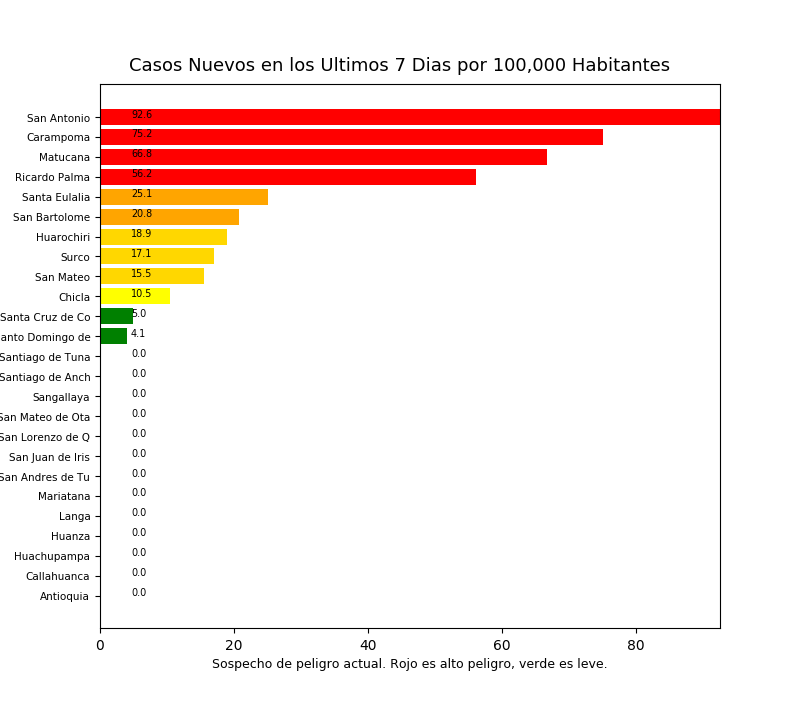 Casos Nuevos en los Ultimos 7 Dias por 100,000 Habitantes
San Antonio 92.6
Carampoma 75.2
Matucana 66.8
Ricardo Palma 56.2
Santa Eulalia 25.1
San Bartolome 20.8
Huarochiri 18.9
Surco 17.1
San Mateo 15.5
Chicla 10.5
Santa Cruz de Co 5.0
anto Domingo de 4.1
Santiago de Tuna 0.0
Santiago de Anch 0.0
Sangallaya 0.0
San Mateo de Ota 0.0
San Lorenzo de Q 0.0
San Juan de Iris 0.0
San Andres de Tu 0.0
Mariatana 0.0
Langa 0.0
Huanza 0.0
Huachupampa 0.0
Callahuanca 0.0
Antioquia 0.0
0 20 40 60 80
Sospecho de peligro actual. Rojo es alto peligro, verde es leve.